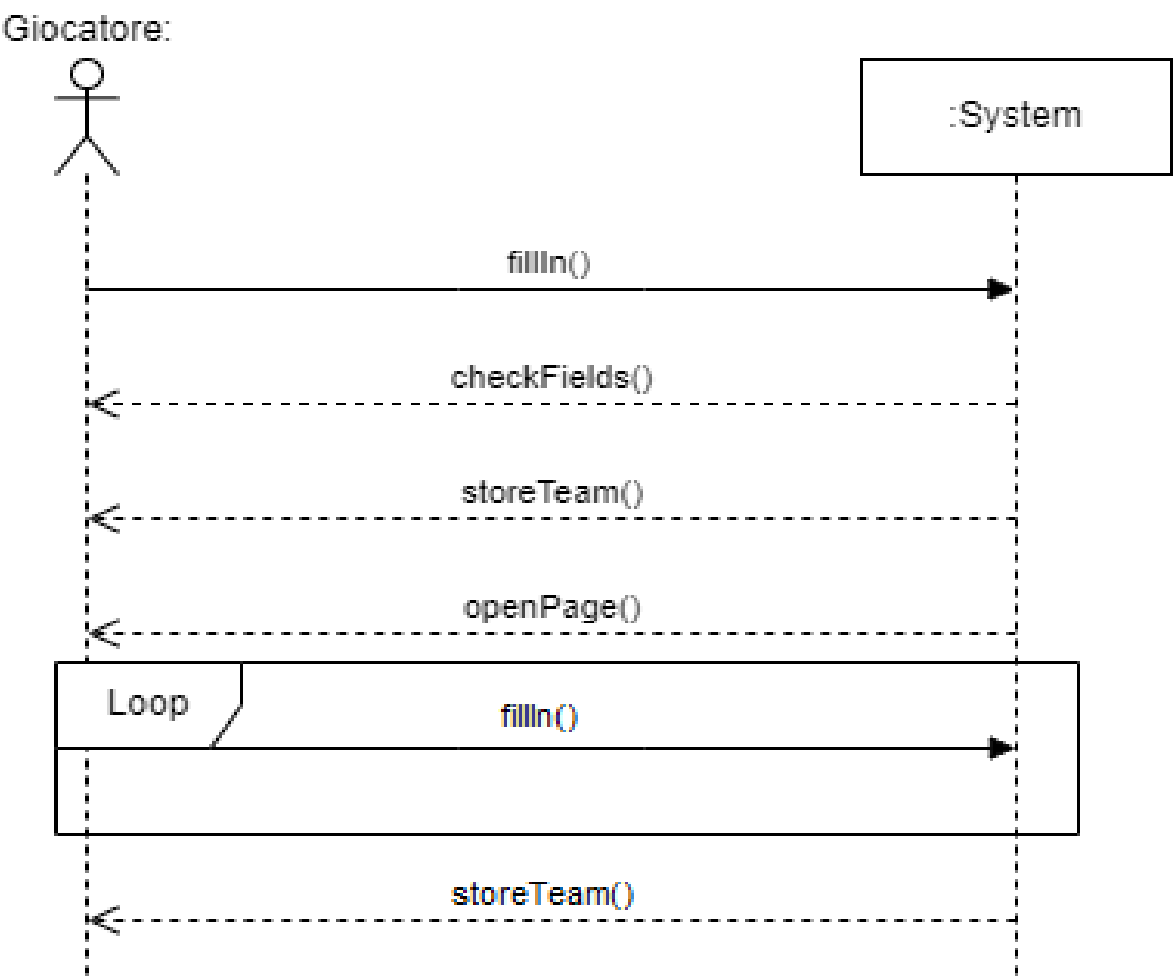 Giocatore:
:System
fillIn()
checkFields()
storeTeam()
openPage()
Loop
fillIn()
storeTeam()